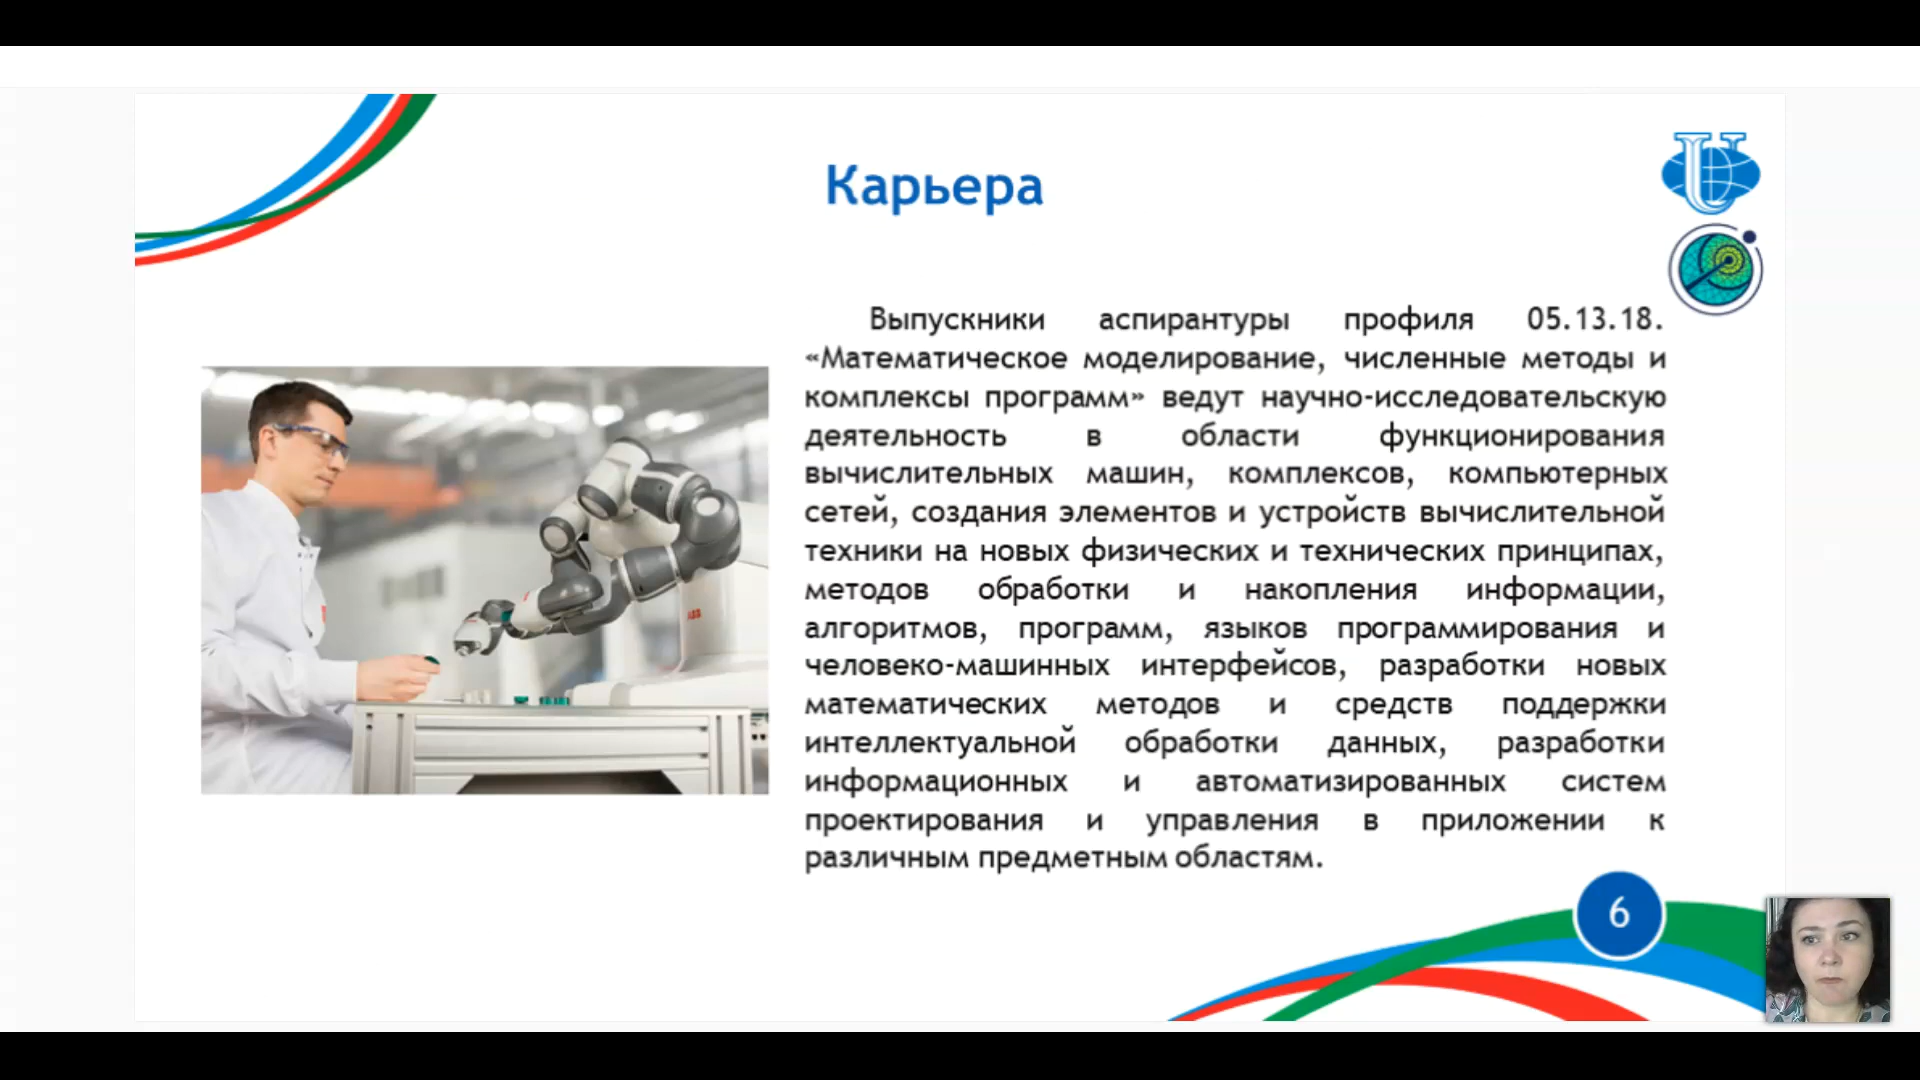 Карьера
Выпускники аспирантуры профиля 05.13.18.
«Математическое моделирование, численные методы и
комплексы программ» ведут научно-исследовательскую
деятельность в области функционирования
вычислительных машин, комплексов, компьютерных
сетей, создания элементов и устройств вычислительной
техники на новых физических и технических принципах,
методов обработки и накопления информации,
алгоритмов, программ, языков программирования и
человеко-машинных интерфейсов, разработки новых
математических методов и средств поддержки
интеллектуальной обработки данных, разработки
информационных и автоматизированных систем
проектирования и управления в приложении к
различным предметным областям.
ABB
6